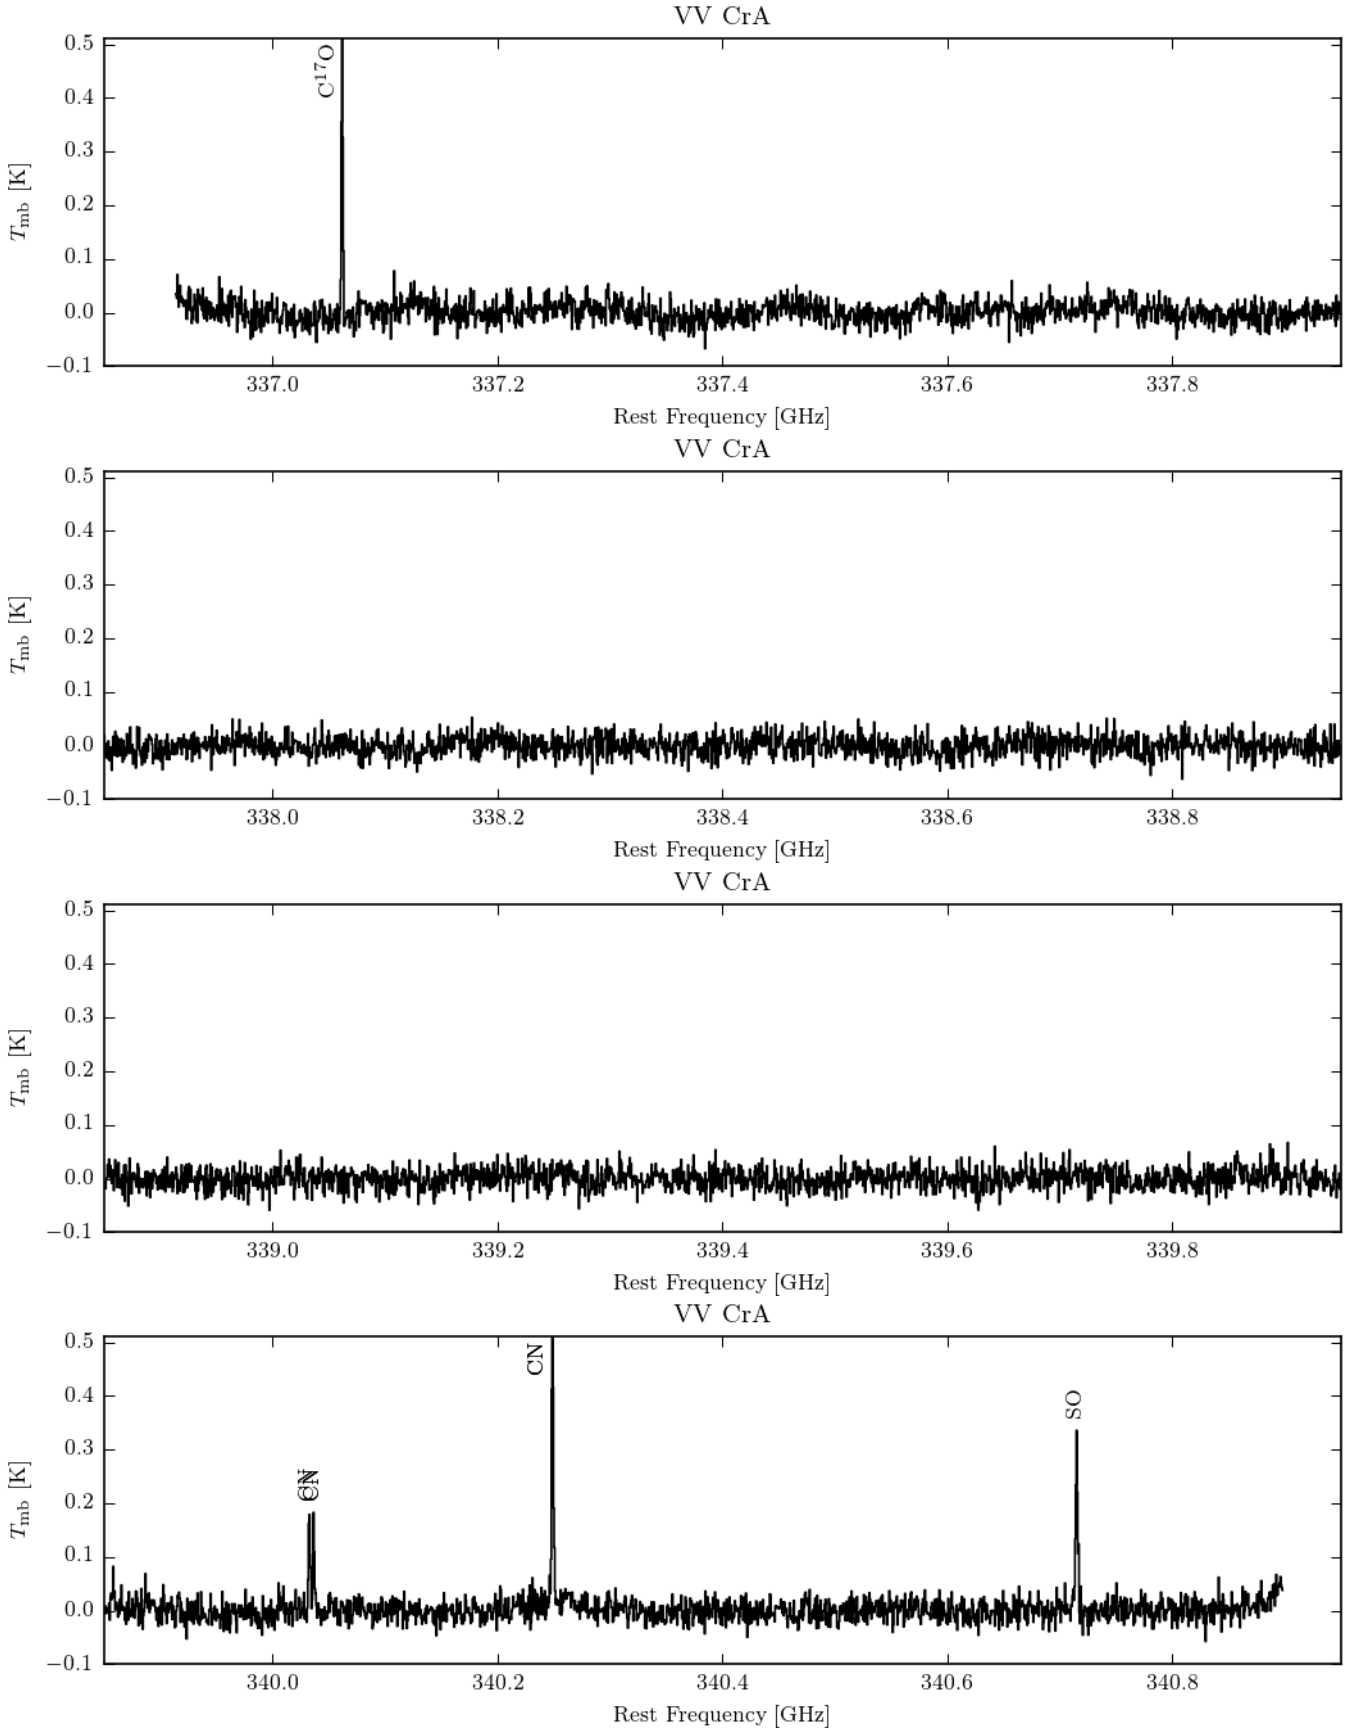 VV CrA
0.5
0.4
0.3
0.2
0.1
0.0
−0.1
T_mb [K]
C¹⁷O
337.0 337.2 337.4 337.6 337.8
Rest Frequency [GHz]
VV CrA
0.5
0.4
0.3
0.2
0.1
0.0
−0.1
T_mb [K]
338.0 338.2 338.4 338.6 338.8
Rest Frequency [GHz]
VV CrA
0.5
0.4
0.3
0.2
0.1
0.0
−0.1
T_mb [K]
339.0 339.2 339.4 339.6 339.8
Rest Frequency [GHz]
VV CrA
0.5
0.4
0.3
0.2
0.1
0.0
−0.1
T_mb [K]
CN
CN
CN
SO
340.0 340.2 340.4 340.6 340.8
Rest Frequency [GHz]